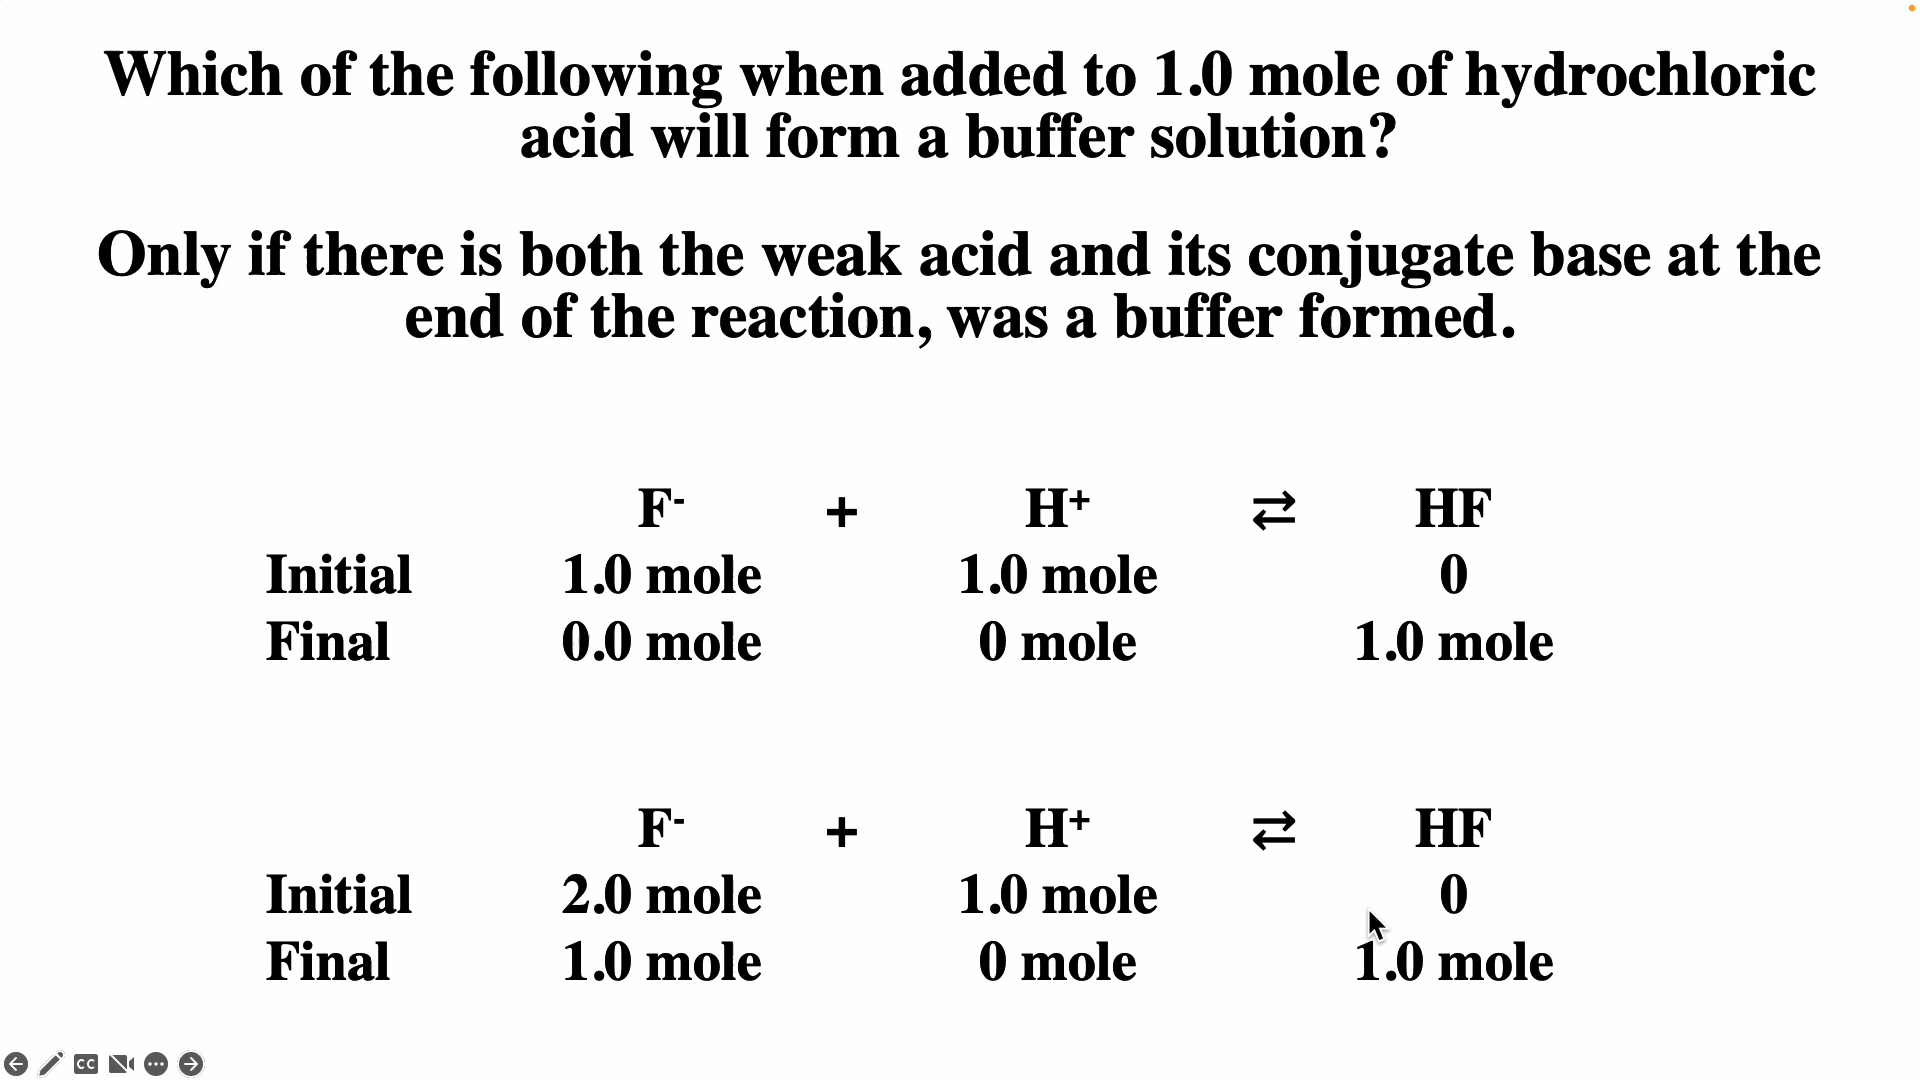 Which of the following when added to 1.0 mole of hydrochloric
acid will form a buffer solution?
Only if there is both the weak acid and its conjugate base at the
end of the reaction, was a buffer formed.
F⁻ + H⁺ ⇄ HF
Initial 1.0 mole 1.0 mole 0
Final 0.0 mole 0 mole 1.0 mole
F⁻ + H⁺ ⇄ HF
Initial 2.0 mole 1.0 mole 0
Final 1.0 mole 0 mole 1.0 mole
CC